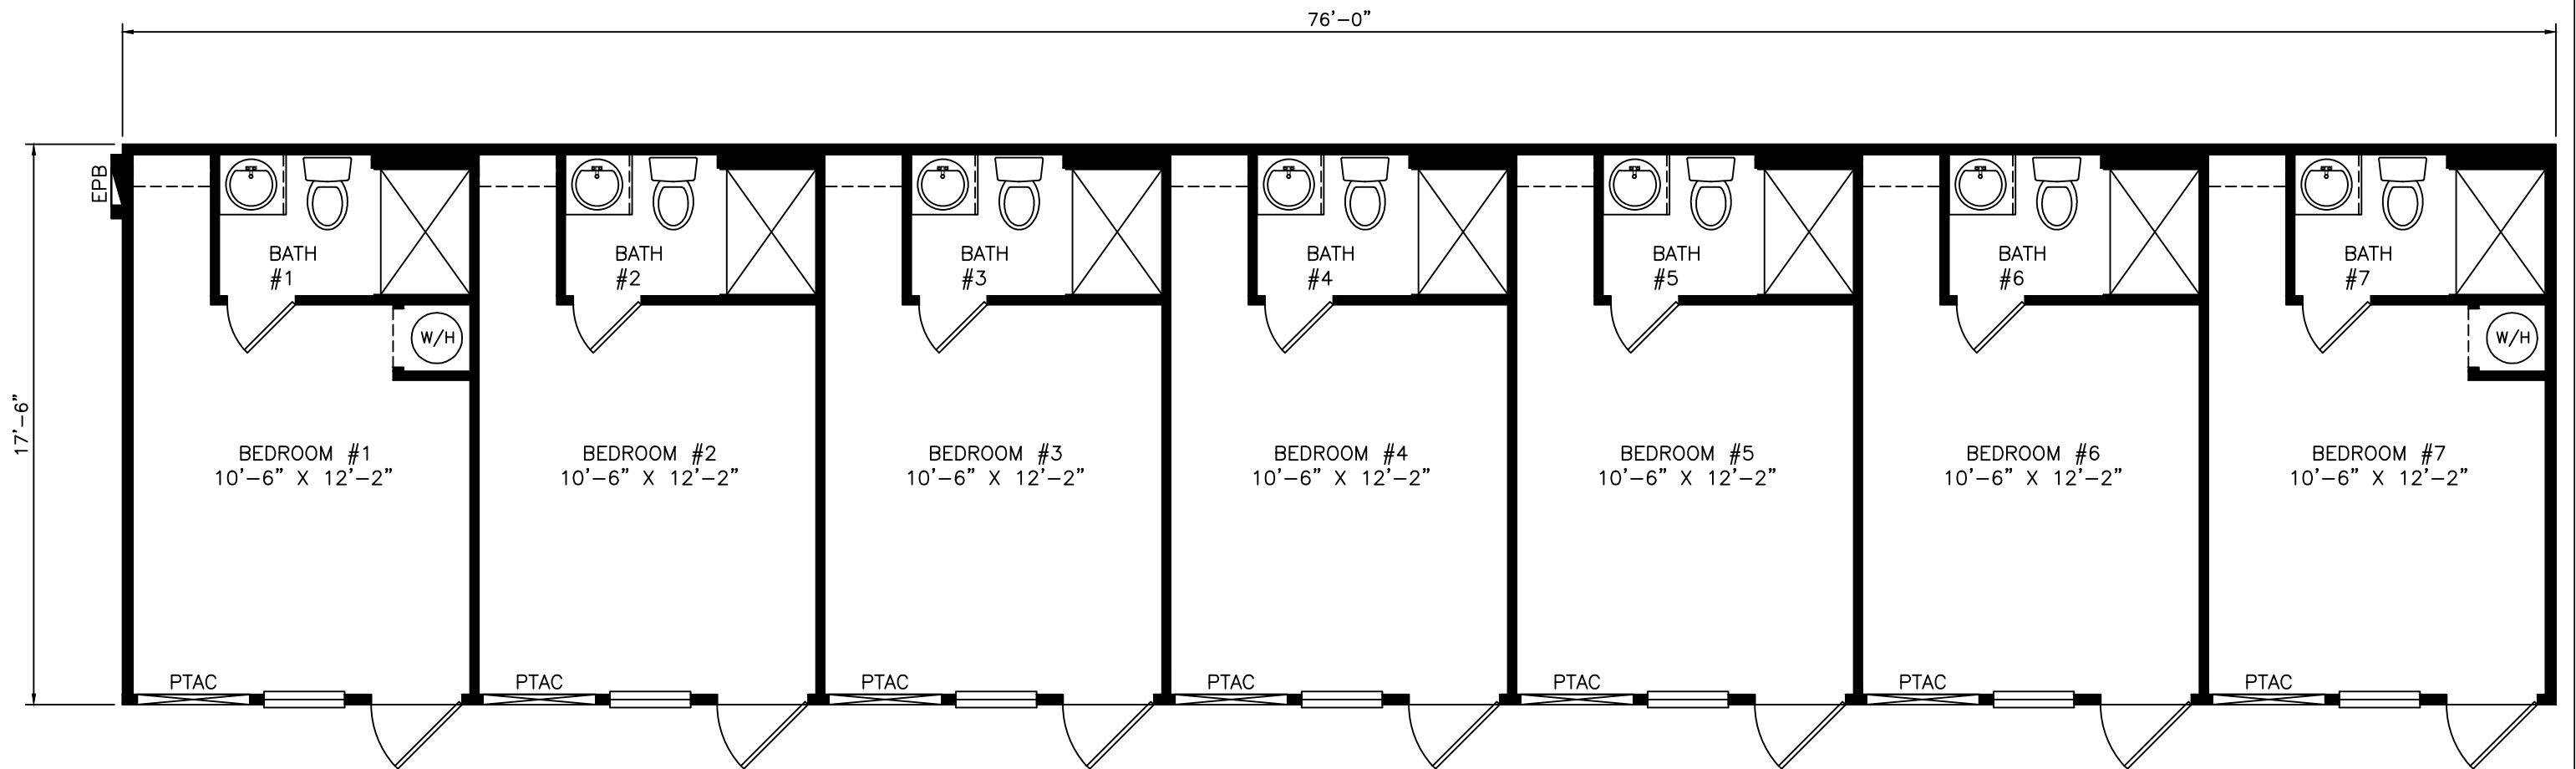 76'-0"
EPB
17'-6"
BATH
#1
BATH
#2
BATH
#3
BATH
#4
BATH
#5
BATH
#6
BATH
#7
W/H
W/H
BEDROOM #1
10'-6" X 12'-2"
BEDROOM #2
10'-6" X 12'-2"
BEDROOM #3
10'-6" X 12'-2"
BEDROOM #4
10'-6" X 12'-2"
BEDROOM #5
10'-6" X 12'-2"
BEDROOM #6
10'-6" X 12'-2"
BEDROOM #7
10'-6" X 12'-2"
PTAC
PTAC
PTAC
PTAC
PTAC
PTAC
PTAC